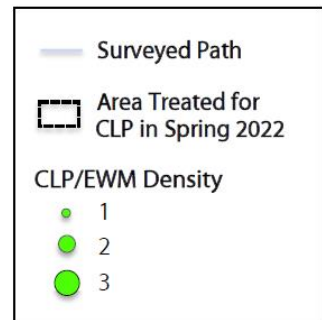 Surveyed Path
Area Treated for
CLP in Spring 2022
CLP/EWM Density
1
2
3